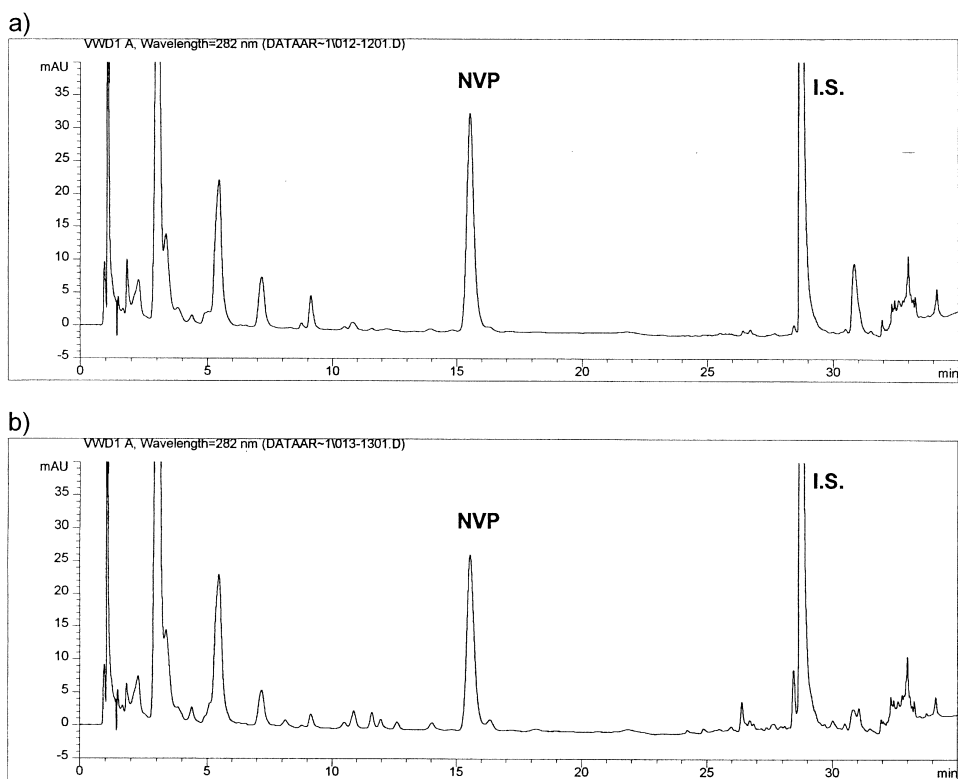 a)
VWD1 A, Wavelength=282 nm (DATAAR~1\012-1201.D)
mAU
NVP
I.S.
35
30
25
20
15
10
5
0
-5
0 5 10 15 20 25 30 min
b)
VWD1 A, Wavelength=282 nm (DATAAR~1\013-1301.D)
mAU
I.S.
35
NVP
30
25
20
15
10
5
0
-5
0 5 10 15 20 25 30 min